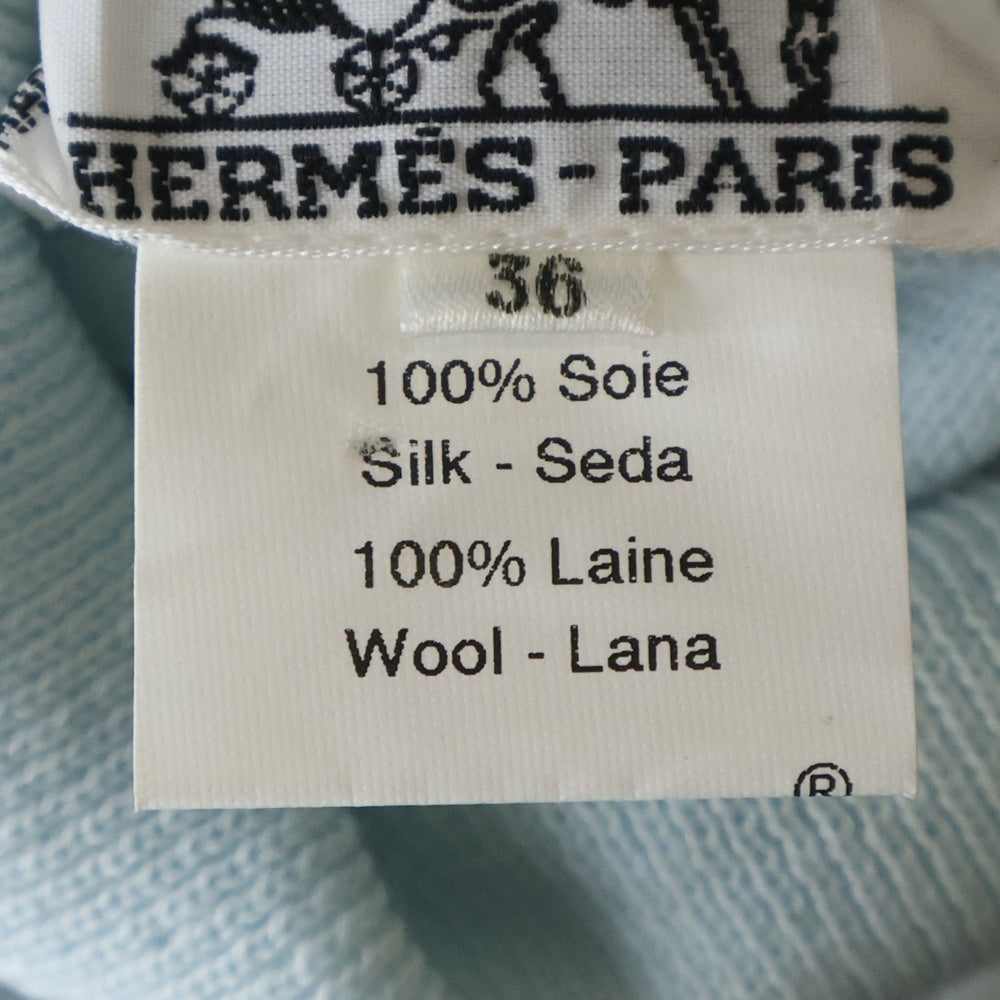 HERMÈS-PARIS
36
100% Soie
Silk - Seda
100% Laine
Wool - Lana
®